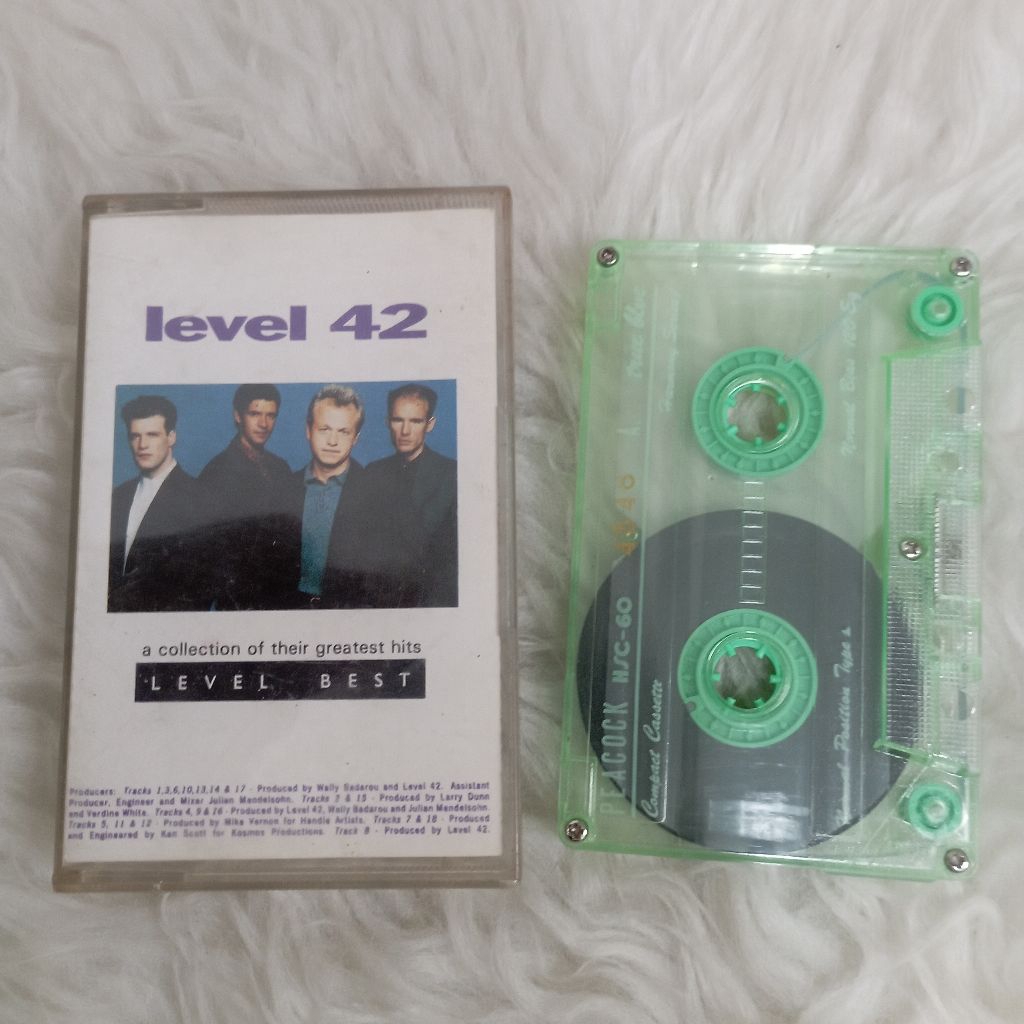 level 42
a collection of their greatest hits
LEVEL BEST
Producers: Tracks 1,3,6,10,13,14 & 17 - Produced by Wally Badarou and Level 42. Assistant
Producer, Engineer and Mixer Julian Mendelsohn. Tracks 2 & 15 - Produced by Larry Dunn
and Verdine White. Tracks 4, 9 & 16 - Produced by Level 42, Wally Badarou and Julian Mendelsohn.
Tracks 5, 11 & 12 - Produced by Mike Vernon for Handle Artists. Tracks 7 & 18 - Produced
and Engineered by Ken Scott for Kosmos Productions. Track 8 - Produced by Level 42.
PEACOCK NSC-60
A
Compact Cassette
Normal Position Type
Normal Bias